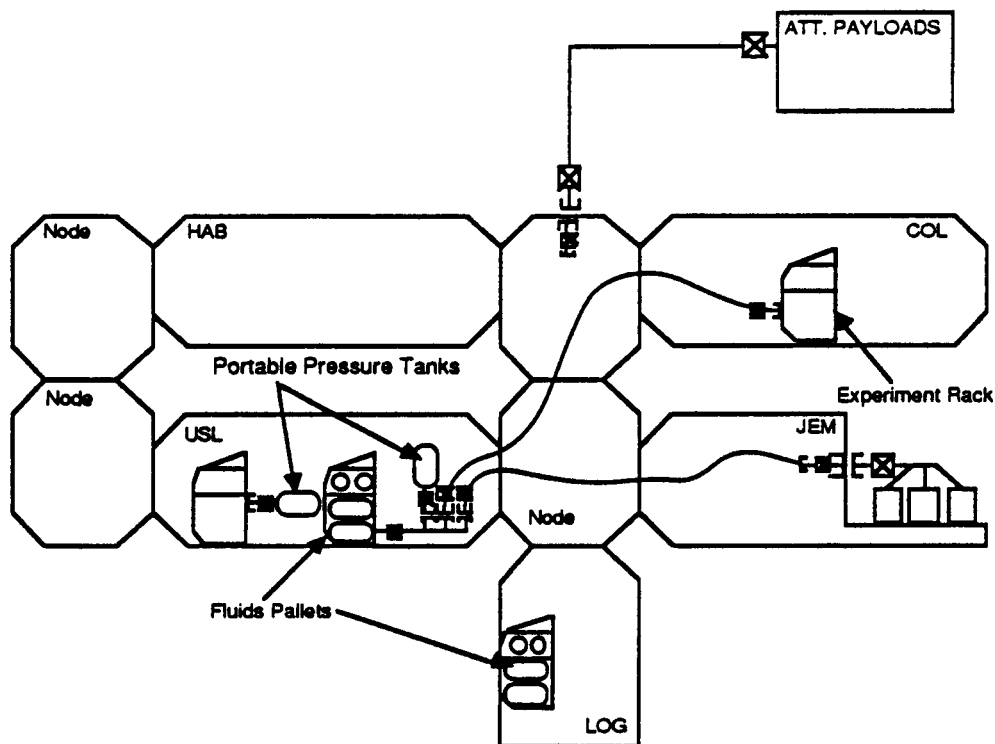 ATT. PAYLOADS
Node
HAB
COL
Portable Pressure Tanks
Experiment Rack
Node
USL
JEM
Node
Fluids Pallets
LOG